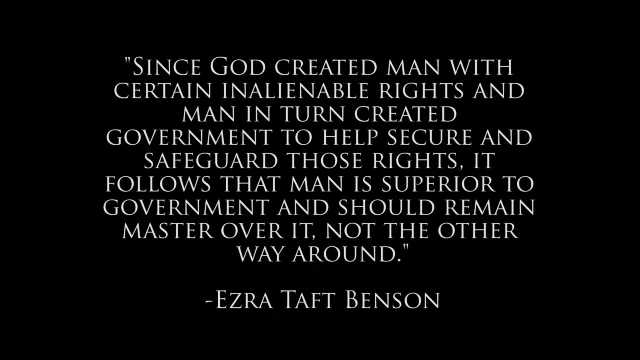 "Since God created man with
certain inalienable rights and
man in turn created
government to help secure and
safeguard those rights, it
follows that man is superior to
government and should remain
master over it, not the other
way around."
-Ezra Taft Benson